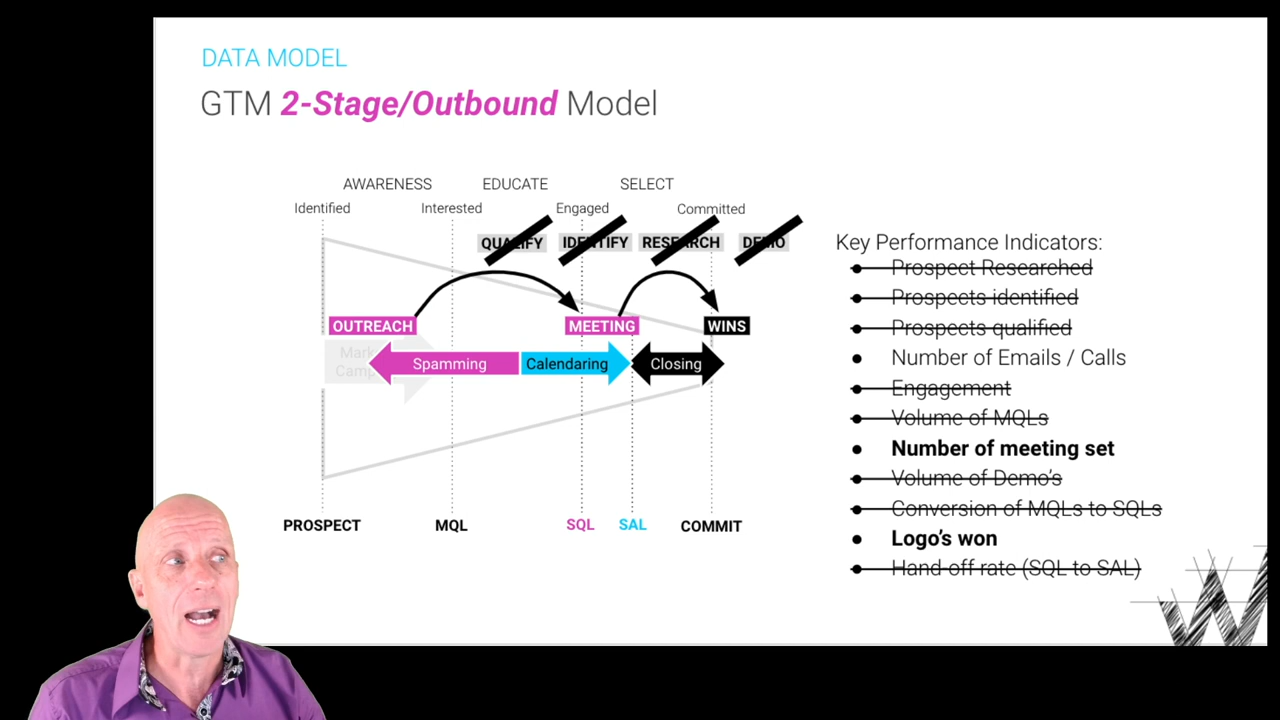 DATA MODEL
GTM 2-Stage/Outbound Model
AWARENESS EDUCATE SELECT
Identified Interested Engaged Committed
QUALIFY IDENTIFY RESEARCH DEMO
OUTREACH MEETING WINS
Spamming Calendaring Closing
PROSPECT MQL SQL SAL COMMIT
Key Performance Indicators:
Prospect Researched
Prospects identified
Prospects qualified
Number of Emails / Calls
Engagement
Volume of MQLs
Number of meeting set
Volume of Demo's
Conversion of MQLs to SQLs
Logo's won
Hand-off rate (SQL to SAL)
W